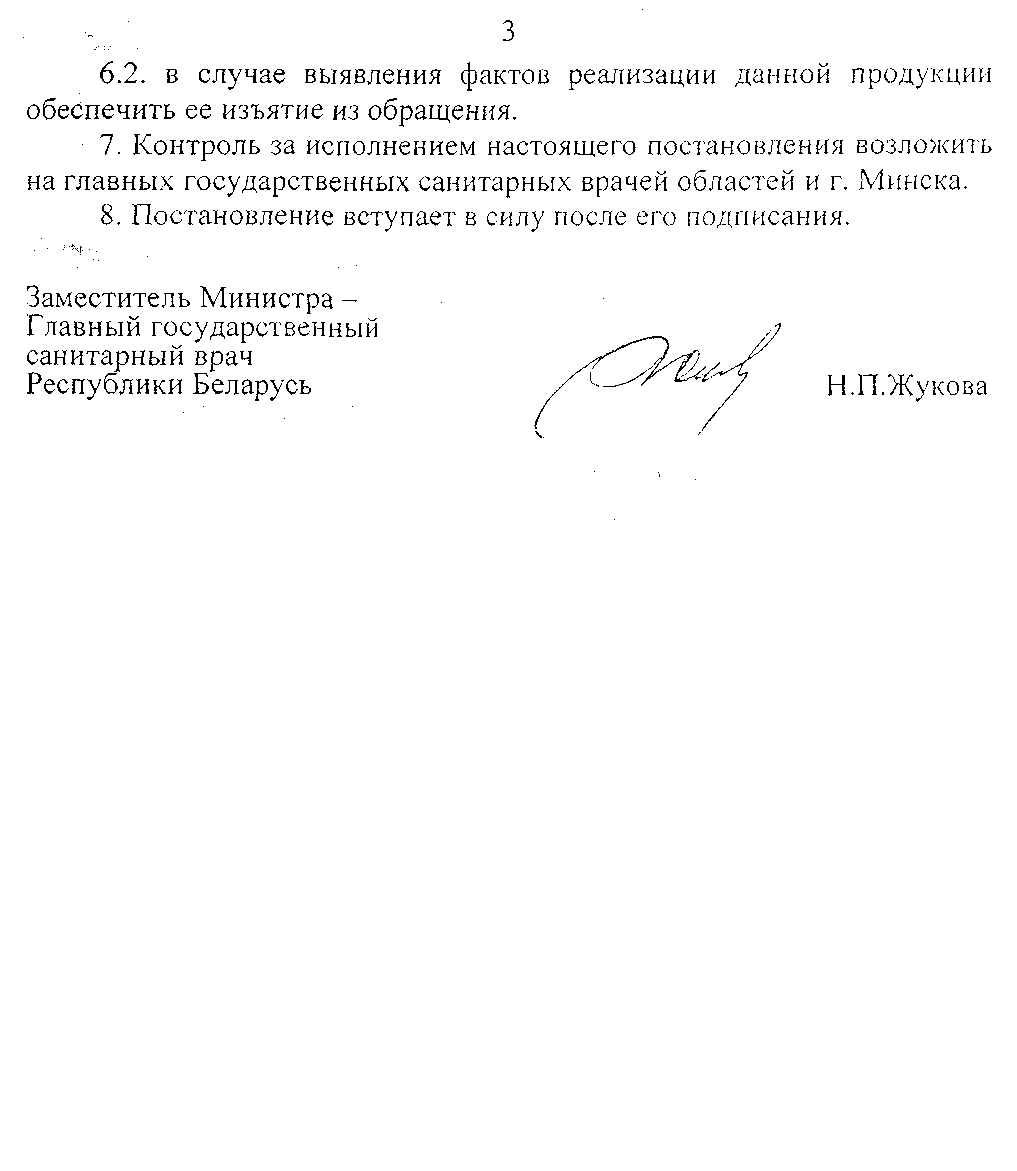 3
6.2. в случае выявления фактов реализации данной продукции
обеспечить ее изъятие из обращения.
7. Контроль за исполнением настоящего постановления возложить
на главных государственных санитарных врачей областей и г. Минска.
8. Постановление вступает в силу после его подписания.
Заместитель Министра –
Главный государственный
санитарный врач
Республики Беларусь
Н.П.Жукова